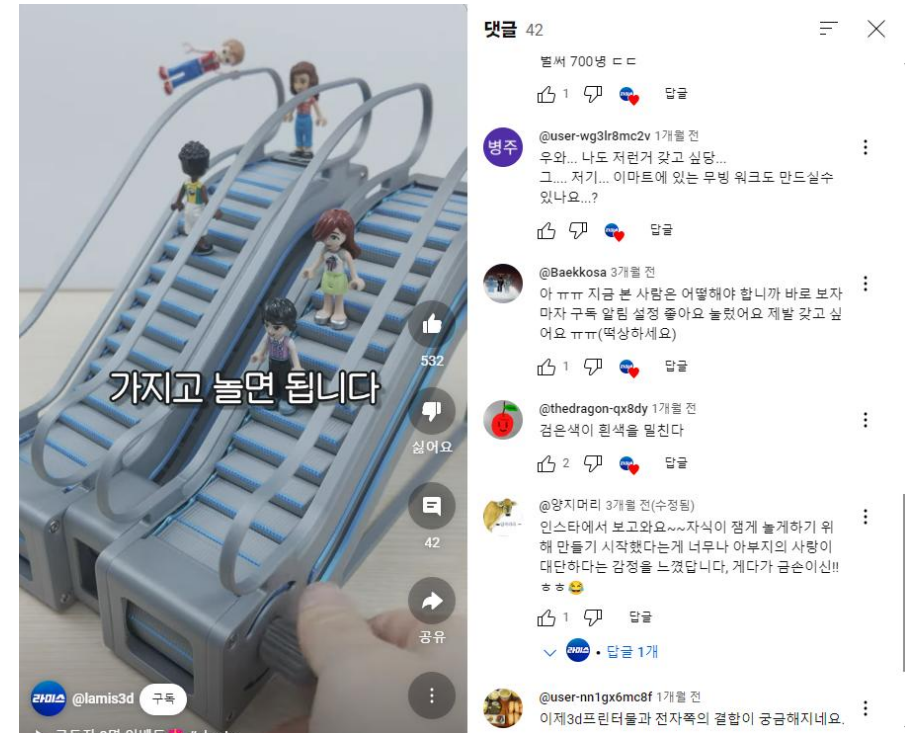 가지고 놀면 됩니다
532
싫어요
42
공유
라미스 @lamis3d 구독
댓글 42
벌써 700녕 ㄷㄷ
1 답글
병주
@user-wg3lr8mc2v 1개월 전
우와... 나도 저런거 갖고 싶당...
그.... 저기... 이마트에 있는 무빙 워크도 만드실수
있나요...?
답글
@Baekkosa 3개월 전
아 ㅠㅠ 지금 본 사람은 어떻해야 합니까 바로 보자
마자 구독 알림 설정 좋아요 눌렀어요 제발 갖고 싶
어요 ㅠㅠ(떡상하세요)
1 답글
@thedragon-qx8dy 1개월 전
검은색이 흰색을 밀친다
2 답글
@양지머리 3개월 전(수정됨)
인스타에서 보고와요~~자식이 잼게 놀게하기 위
해 만들기 시작했다는게 너무나 아부지의 사랑이
대단하다는 감정을 느꼈답니다, 게다가 금손이신!!
ㅎㅎ😂
1 답글
라미스 • 답글 1개
@user-nn1gx6mc8f 1개월 전
이제3d프린터물과 전자쪽의 결합이 궁금해지네요.